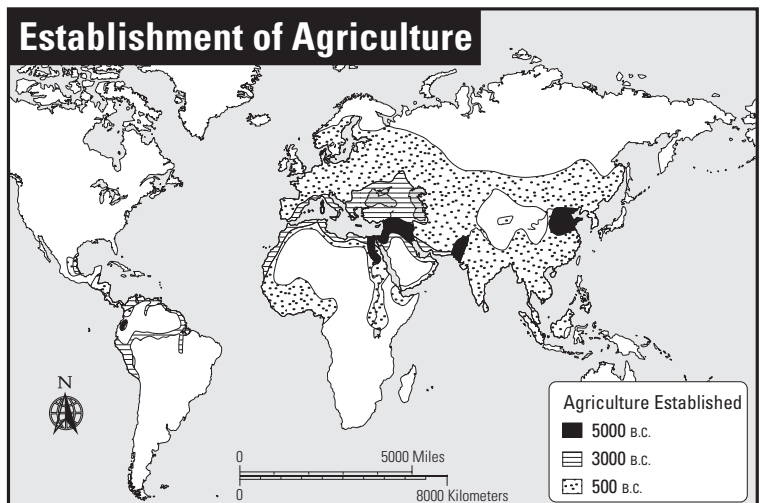 Establishment of Agriculture
N
0 5000 Miles
0 8000 Kilometers
Agriculture Established
5000 B.C.
3000 B.C.
500 B.C.